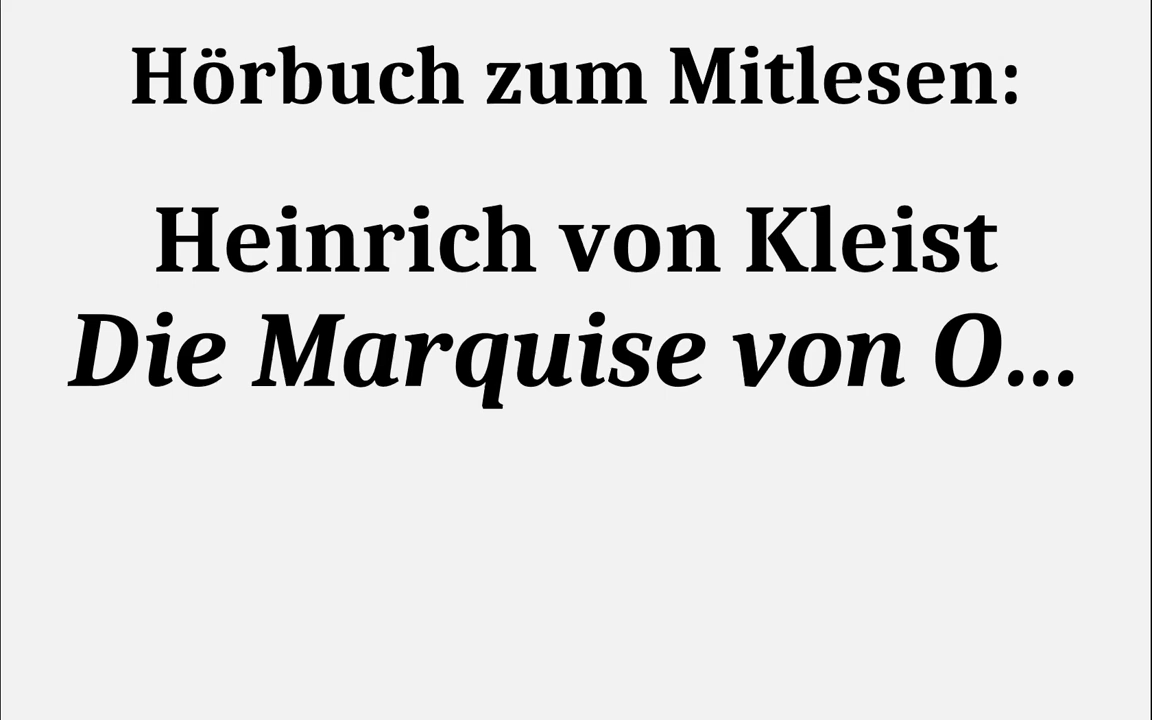 Hörbuch zum Mitlesen:
Heinrich von Kleist
Die Marquise von O...